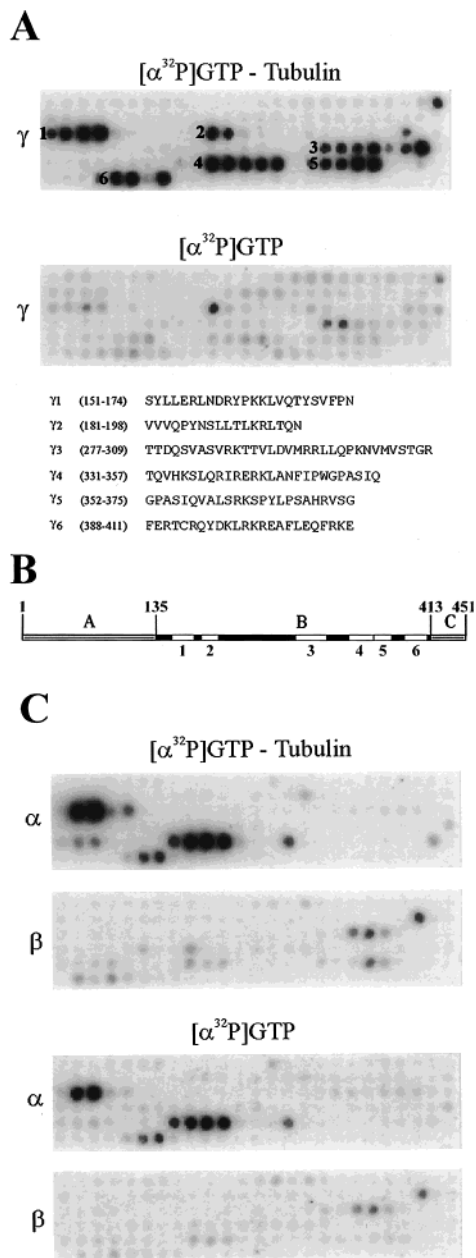 A
[α³²P]GTP - Tubulin
γ
1 2 3
4 5
6
[α³²P]GTP
γ
γ1 (151-174) SYLLERLNDRYPKKLVQTYSVFPN
γ2 (181-198) VVVQPYNSLLTLKRLTQN
γ3 (277-309) TTDQSVASVRKTTVLDVMRRLLQPKNVMVSTGR
γ4 (331-357) TQVHKSLQRIRERKLANFIPWGPASIQ
γ5 (352-375) GPASIQVALSRKSPYLPSAHRVSG
γ6 (388-411) FERTCRQYDKLRKREAFLEQFRKE
B
1 135 413 451
A B C
1 2 3 4 5 6
C
[α³²P]GTP - Tubulin
α
β
[α³²P]GTP
α
β